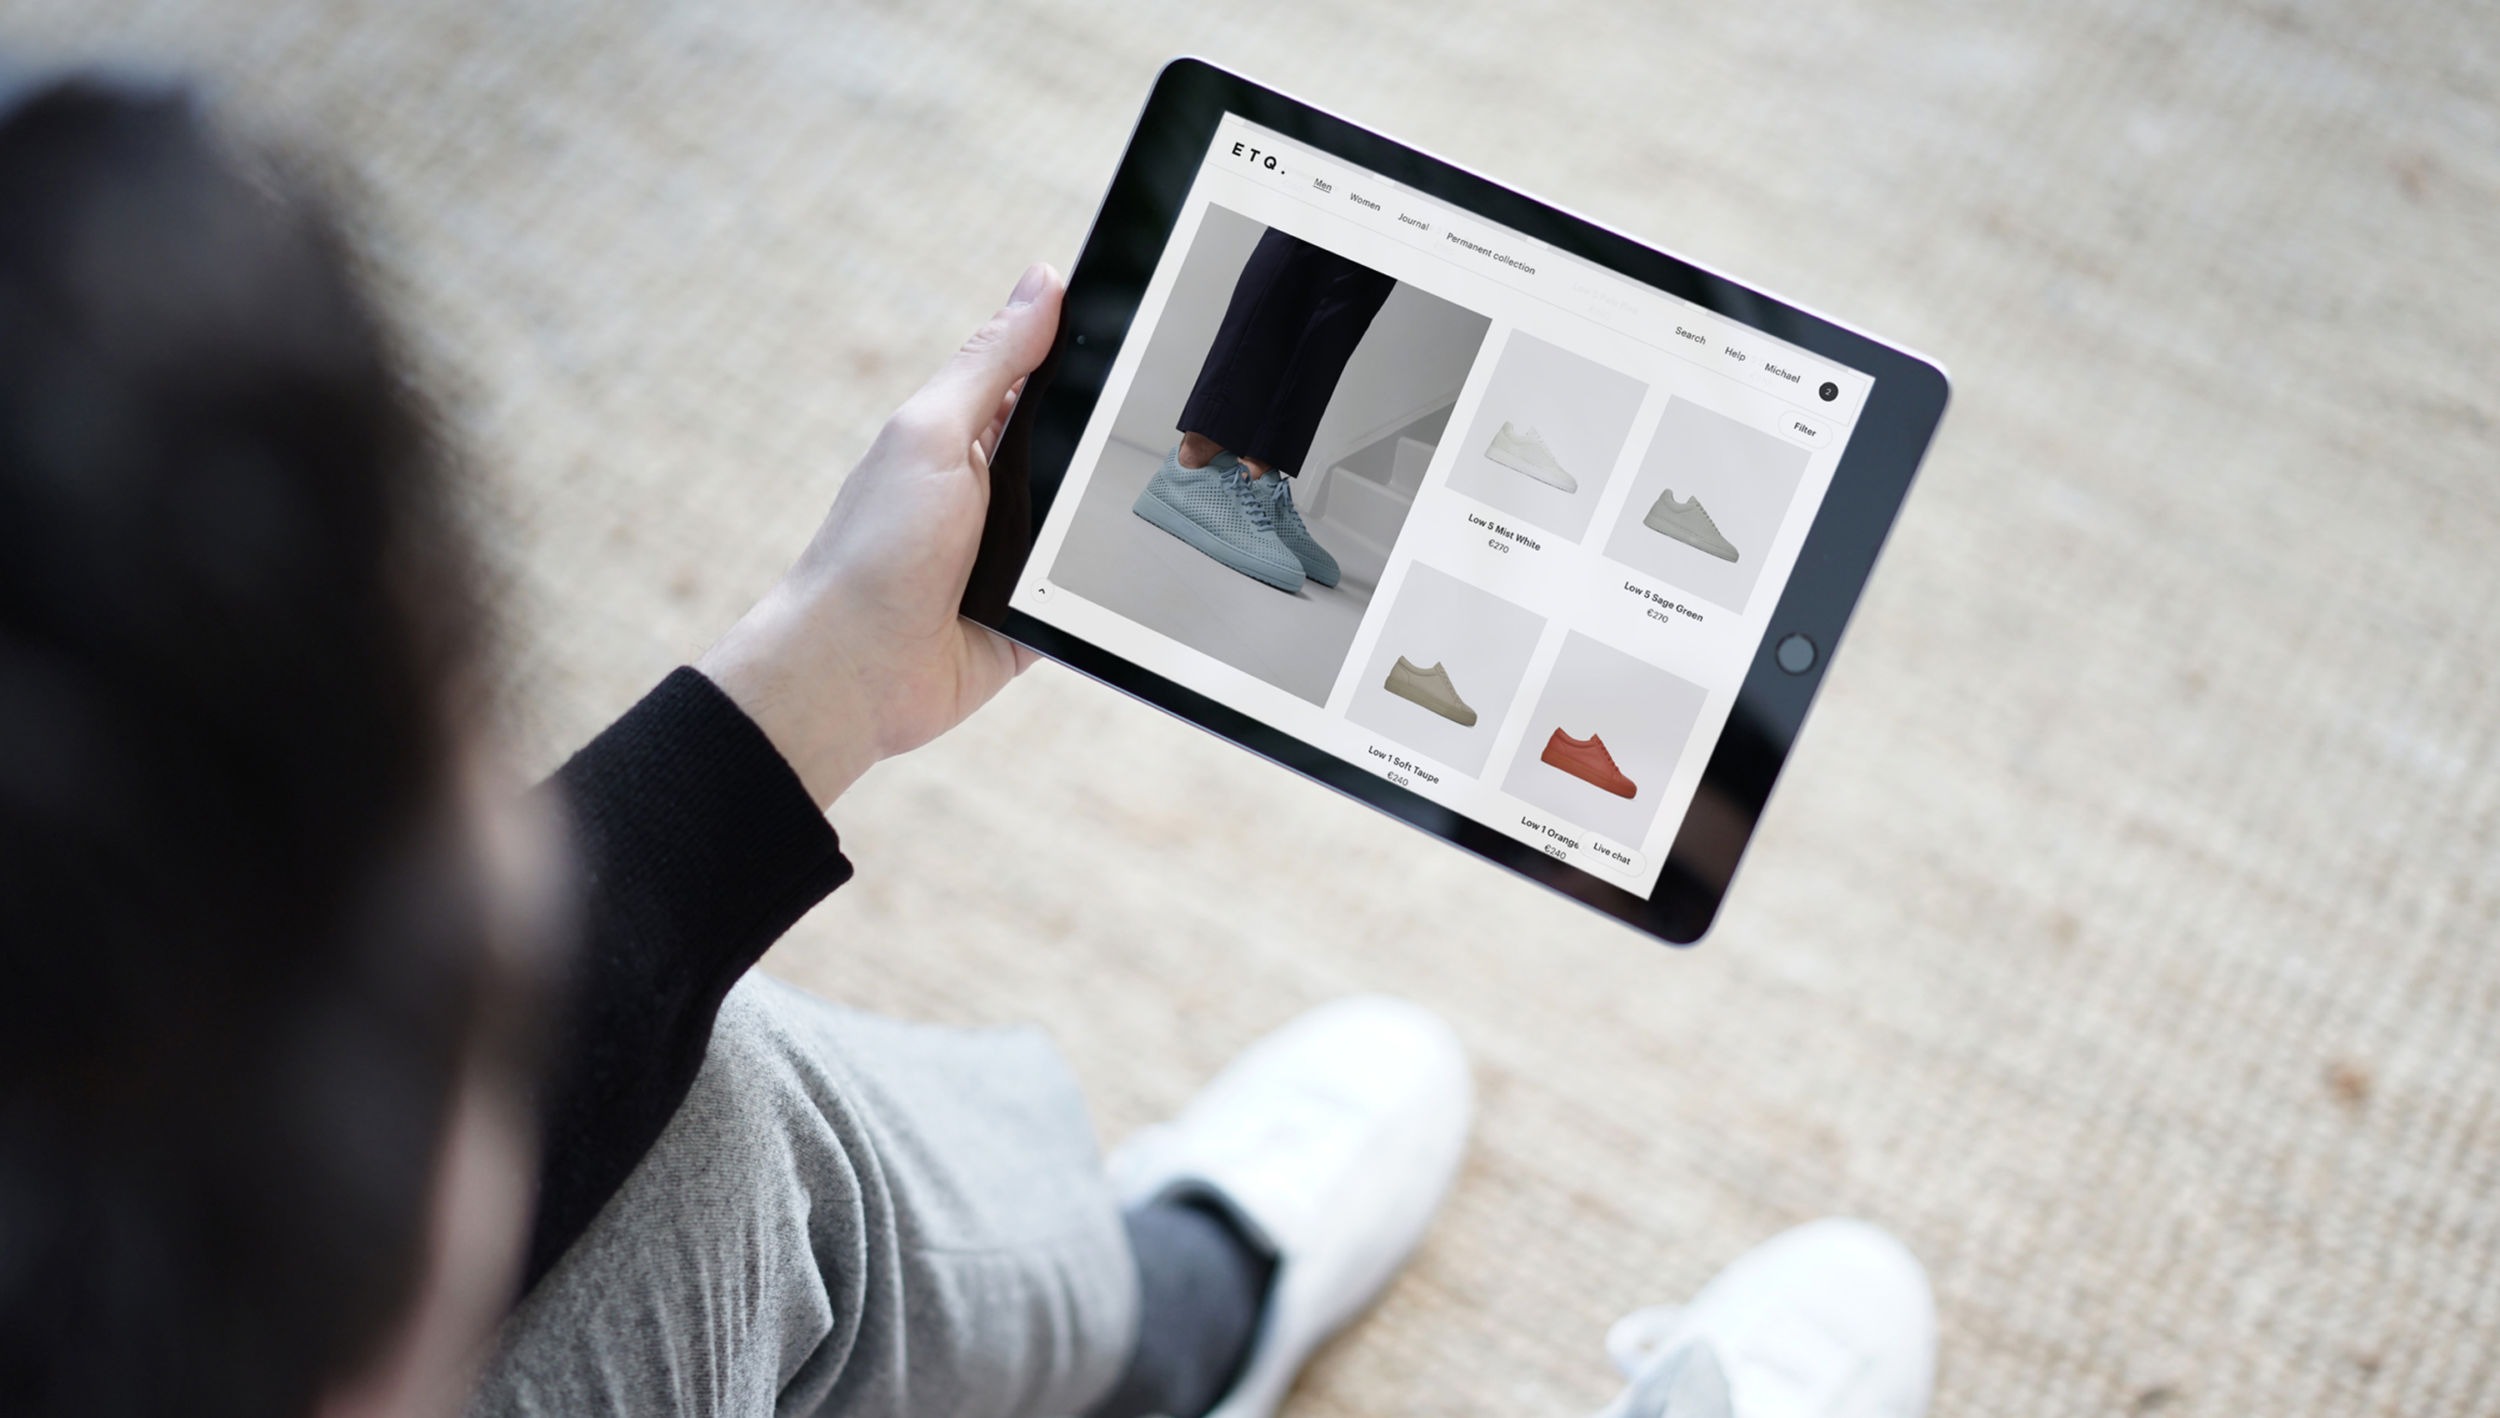 ETQ.
Men
Women
Journal
Permanent collection
Search
Help
Michael
2
Filter
Low 5 Mist White
€270
Low 5 Sage Green
€270
Low 1 Soft Taupe
€240
Low 1 Orange
€240
Live chat